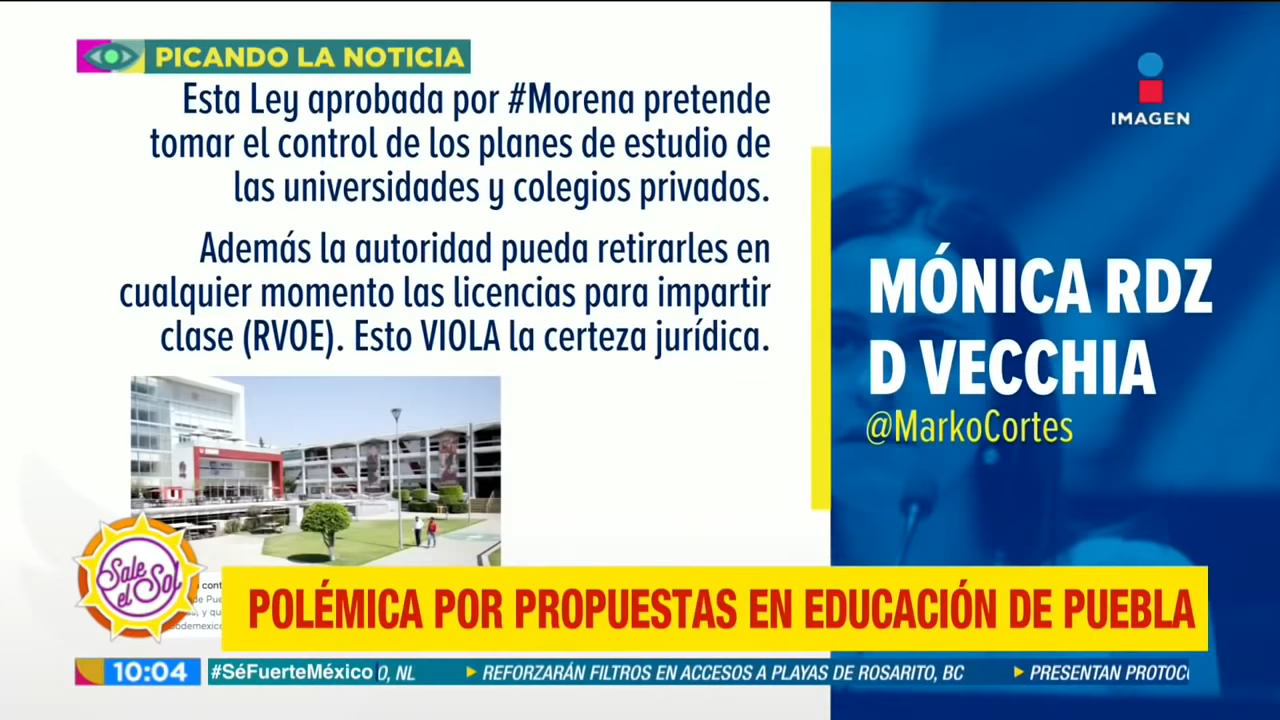 PICANDO LA NOTICIA
Esta Ley aprobada por #Morena pretende
tomar el control de los planes de estudio de
las universidades y colegios privados.
Además la autoridad pueda retirarles en
cualquier momento las licencias para impartir
clase (RVOE). Esto VIOLA la certeza jurídica.
IMAGEN
MÓNICA RDZ
D VECCHIA
@MarkoCortes
Sale
el Sol
POLÉMICA POR PROPUESTAS EN EDUCACIÓN DE PUEBLA
10:04 #SéFuerteMéxico O, NL REFORZARÁN FILTROS EN ACCESOS A PLAYAS DE ROSARITO, BC PRESENTAN PROTOC